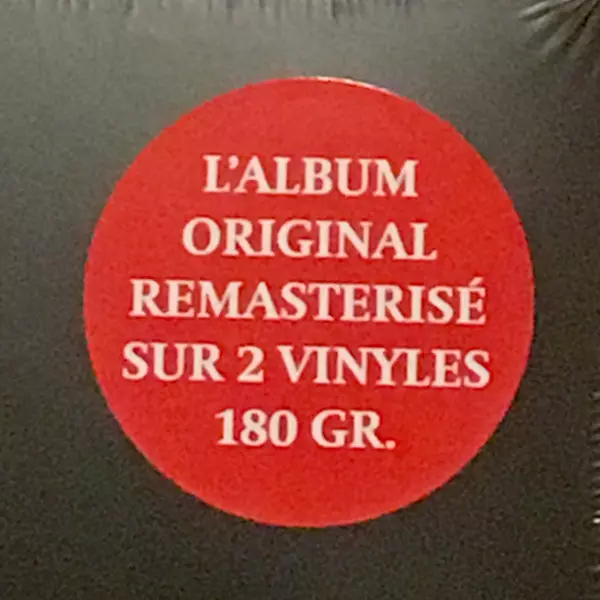 L'ALBUM
ORIGINAL
REMASTERISÉ
SUR 2 VINYLES
180 GR.